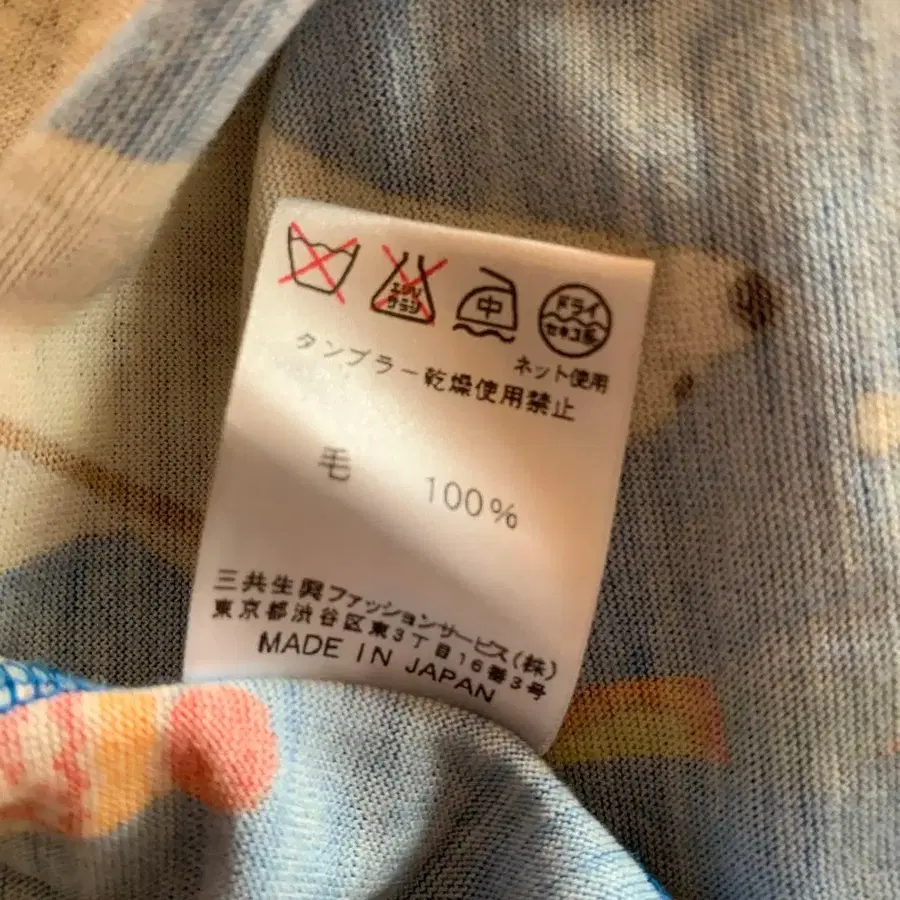 エンソ
サラシ
中
ドライ
セキユ系
ネット使用
タンブラー乾燥使用禁止
毛 100%
三共生興ファッションサービス(株)
東京都渋谷区東3丁目16番3号
MADE IN JAPAN